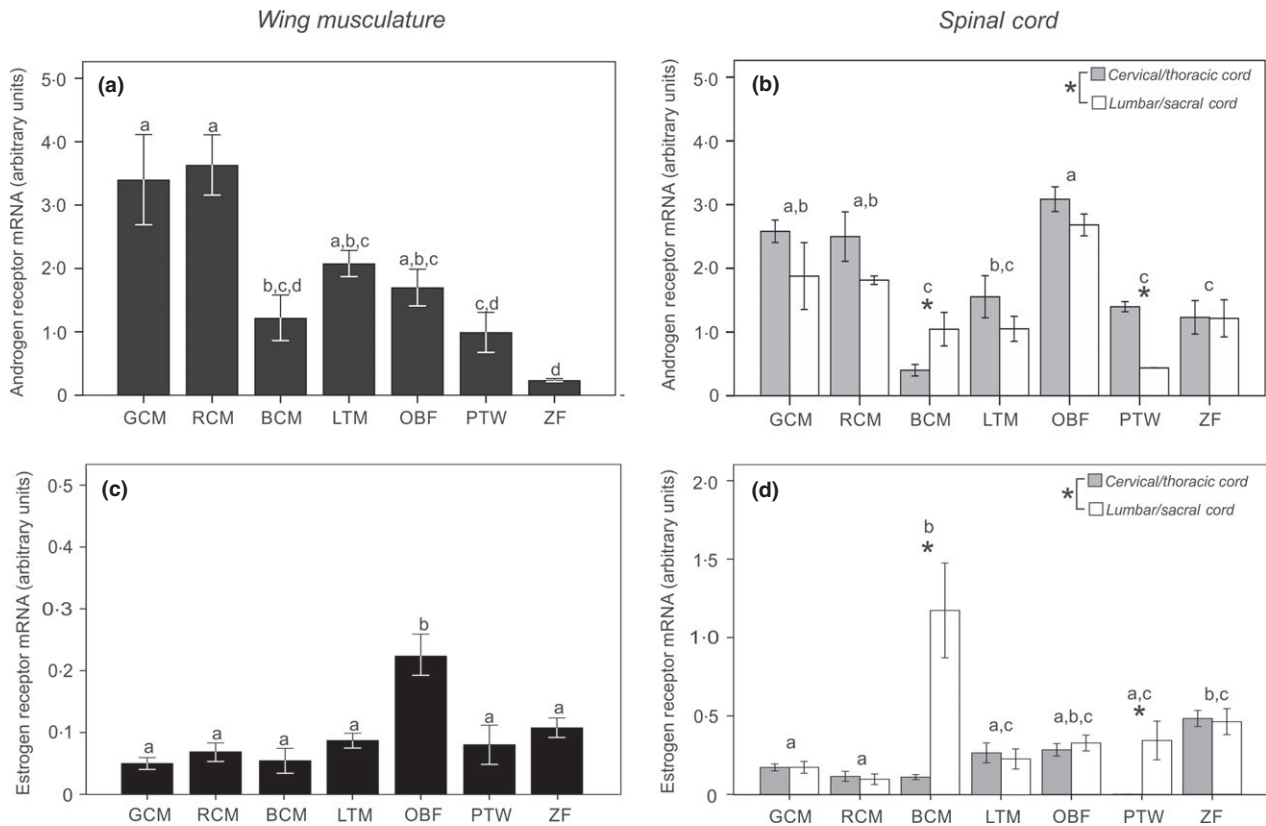 Wing musculature
Spinal cord
(a)
Androgen receptor mRNA (arbitrary units)
5·0
4·0
3·0
2·0
1·0
0
a
a
b,c,d
a,b,c
a,b,c
c,d
d
GCM RCM BCM LTM OBF PTW ZF
(b)
* Cervical/thoracic cord
Lumbar/sacral cord
Androgen receptor mRNA (arbitrary units)
5·0
4·0
3·0
2·0
1·0
0
a,b
a,b
c
*
b,c
a
c
*
c
GCM RCM BCM LTM OBF PTW ZF
(c)
Estrogen receptor mRNA (arbitrary units)
0·5
0·4
0·3
0·2
0·1
0
a
a
a
a
b
a
a
GCM RCM BCM LTM OBF PTW ZF
(d)
* Cervical/thoracic cord
Lumbar/sacral cord
Estrogen receptor mRNA (arbitrary units)
2·0
1·5
1·0
0·5
0
a
a
b
*
a,c
a,b,c
a,c
*
b,c
GCM RCM BCM LTM OBF PTW ZF